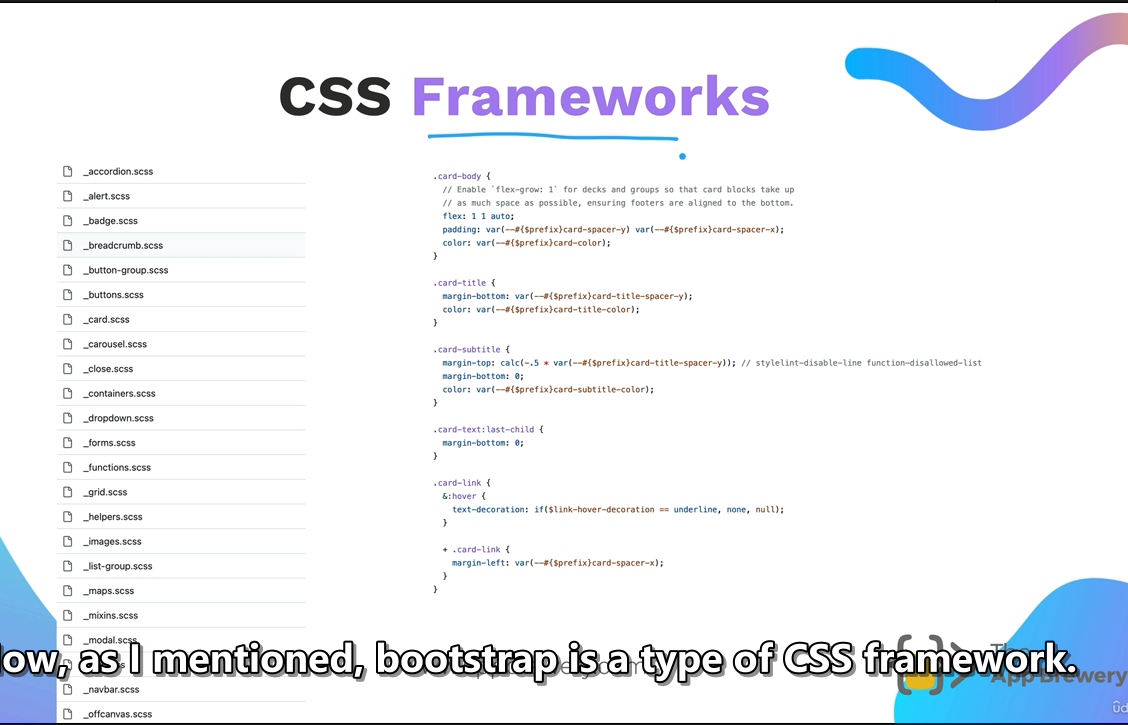 CSS Frameworks
_accordion.scss
_alert.scss
_badge.scss
_breadcrumb.scss
_button-group.scss
_buttons.scss
_card.scss
_carousel.scss
_close.scss
_containers.scss
_dropdown.scss
_forms.scss
_functions.scss
_grid.scss
_helpers.scss
_images.scss
_list-group.scss
_maps.scss
_mixins.scss
_modal.scss
_navbar.scss
_offcanvas.scss
.card-body {
// Enable `flex-grow: 1` for decks and groups so that card blocks take up
// as much space as possible, ensuring footers are aligned to the bottom.
flex: 1 1 auto;
padding: var(--#{$prefix}card-spacer-y) var(--#{$prefix}card-spacer-x);
color: var(--#{$prefix}card-color);
}
.card-title {
margin-bottom: var(--#{$prefix}card-title-spacer-y);
color: var(--#{$prefix}card-title-color);
}
.card-subtitle {
margin-top: calc(-.5 * var(--#{$prefix}card-title-spacer-y)); // stylelint-disable-line function-disallowed-list
margin-bottom: 0;
color: var(--#{$prefix}card-subtitle-color);
}
.card-text:last-child {
margin-bottom: 0;
}
.card-link {
&:hover {
text-decoration: if($link-hover-decoration == underline, none, null);
}
+ .card-link {
margin-left: var(--#{$prefix}card-spacer-x);
}
}
low, as I mentioned, bootstrap is a type of CSS framework.
The
App Brewery